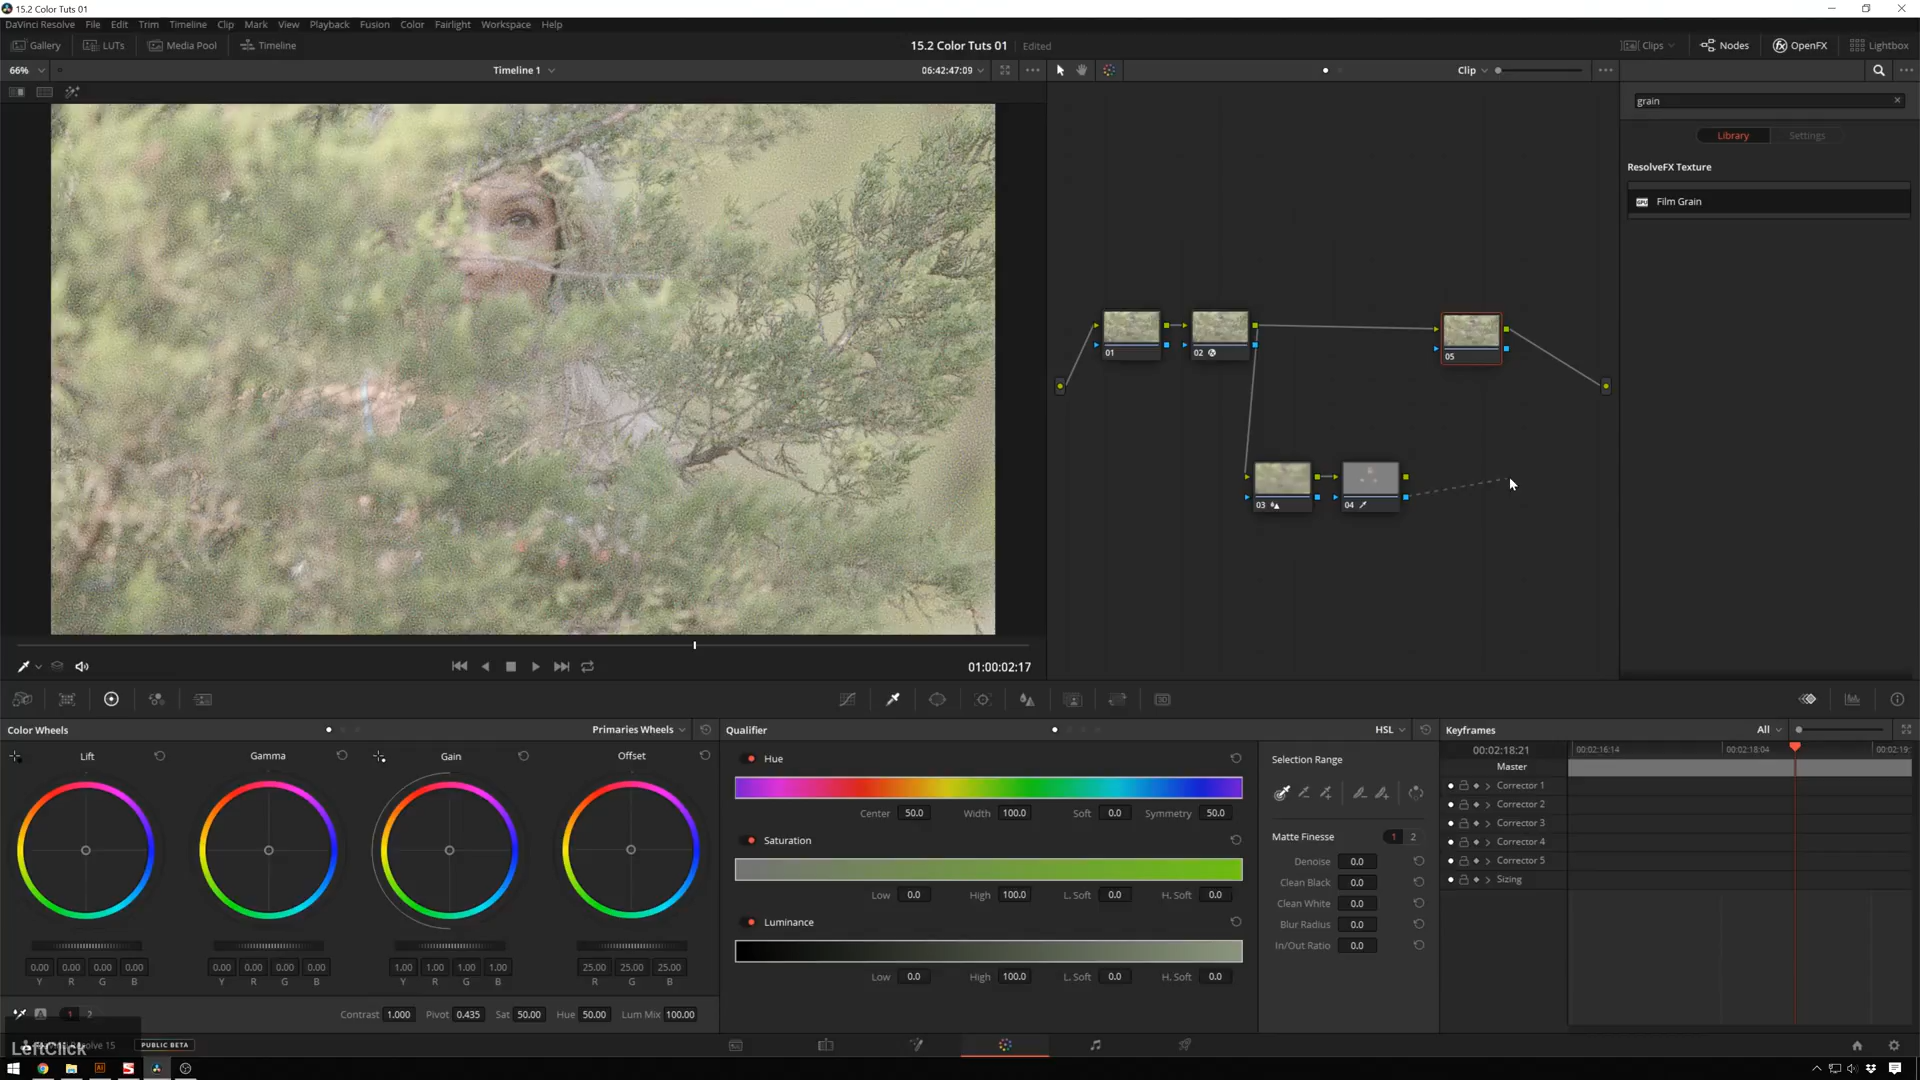 15.2 Color Tuts 01
DaVinci Resolve File Edit Trim Timeline Clip Mark View Playback Fusion Color Fairlight Workspace Help
Gallery LUTs Media Pool Timeline 15.2 Color Tuts 01 Edited Clips Nodes OpenFX Lightbox
66% Timeline 1 06:42:47:09 Clip
grain
Library Settings
ResolveFX Texture
Film Grain
01 02 05
03 04
01:00:02:17
Color Wheels Primaries Wheels Qualifier HSL Keyframes All
Lift Gamma Gain Offset
Hue
Center 50.0 Width 100.0 Soft 0.0 Symmetry 50.0
Saturation
Low 0.0 High 100.0 L. Soft 0.0 H. Soft 0.0
Luminance
Low 0.0 High 100.0 L. Soft 0.0 H. Soft 0.0
0.00 0.00 0.00 0.00 0.00 0.00 0.00 0.00 1.00 1.00 1.00 1.00 25.00 25.00 25.00
Y R G B Y R G B Y R G B R G B
1 2 Contrast 1.000 Pivot 0.435 Sat 50.00 Hue 50.00 Lum Mix 100.00
Selection Range
Matte Finesse 1 2
Denoise 0.0
Clean Black 0.0
Clean White 0.0
Blur Radius 0.0
In/Out Ratio 0.0
00:02:18:21 00:02:16:14 00:02:18:04 00:02:19:
Master
Corrector 1
Corrector 2
Corrector 3
Corrector 4
Corrector 5
Sizing
LeftClick
PUBLIC BETA